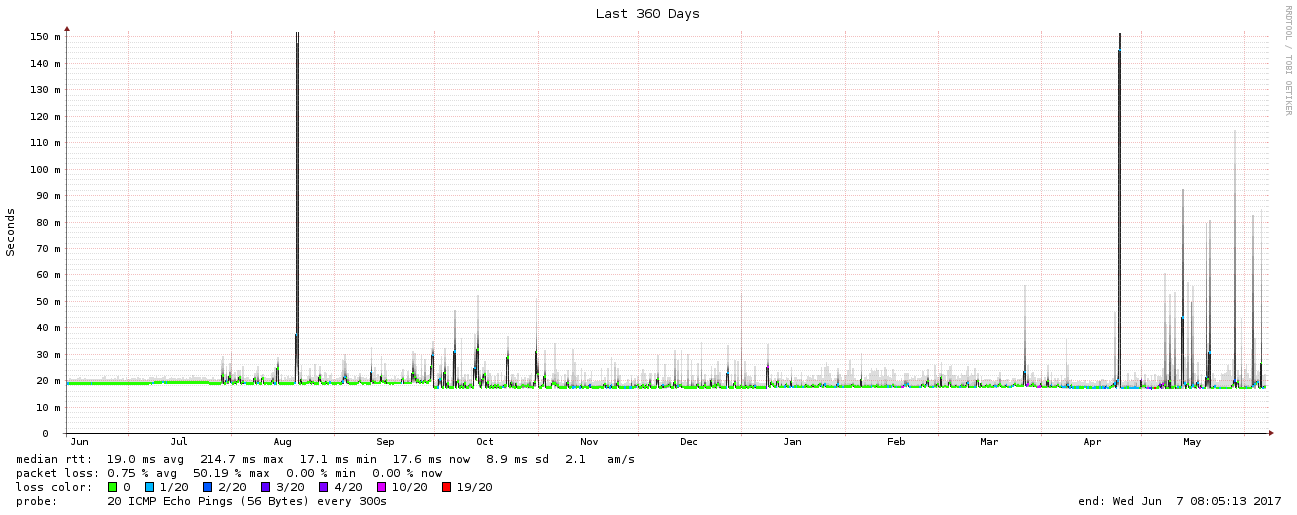 Last 360 Days
RRDTOOL / TOBI OETIKER
Seconds
150 m
140 m
130 m
120 m
110 m
100 m
90 m
80 m
70 m
60 m
50 m
40 m
30 m
20 m
10 m
0
Jun Jul Aug Sep Oct Nov Dec Jan Feb Mar Apr May
median rtt: 19.0 ms avg 214.7 ms max 17.1 ms min 17.6 ms now 8.9 ms sd 2.1 am/s
packet loss: 0.75 % avg 50.19 % max 0.00 % min 0.00 % now
loss color: 0 1/20 2/20 3/20 4/20 10/20 19/20
probe: 20 ICMP Echo Pings (56 Bytes) every 300s end: Wed Jun 7 08:05:13 2017